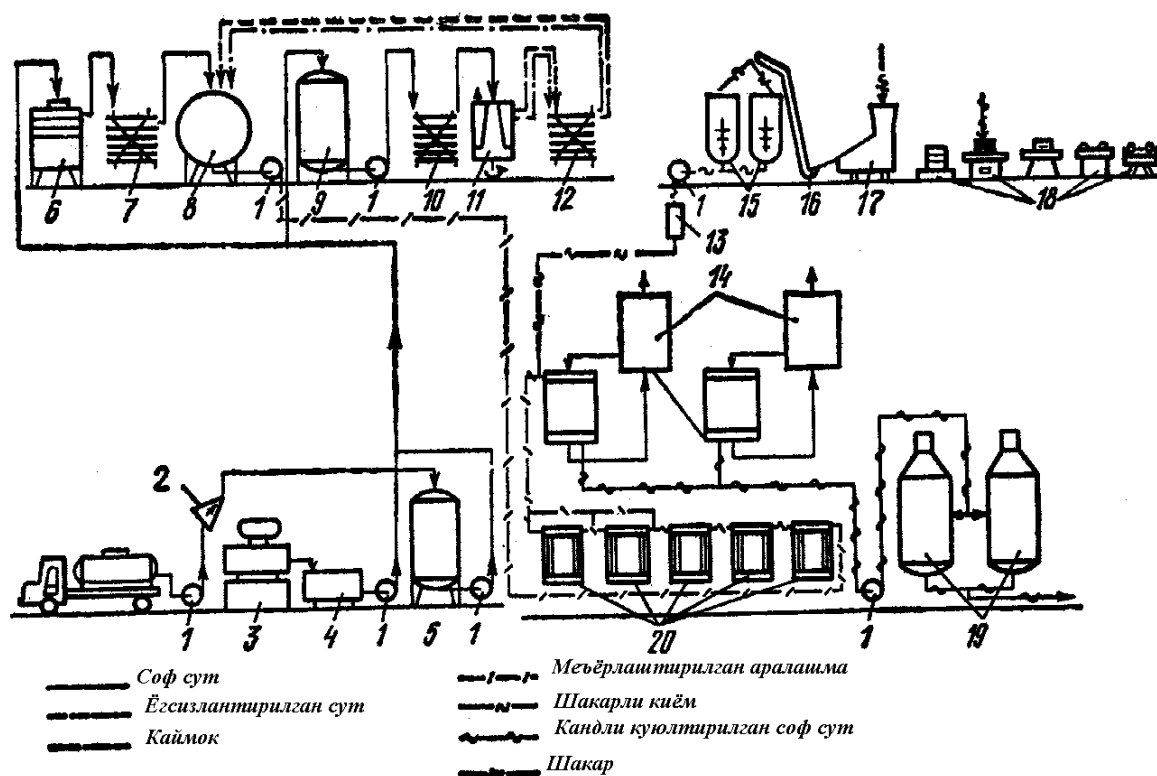 6 7 8 1 9 1 10 11 12 1 15 16 17 18
13
14
2
1 3 4 1 5 1 20 1 19
Соф сут
Ёгсизлантирилган сут
Каймок
Меъёрлаштирилган аралашма
Шакарли киём
Кандли куюлтирилган соф сут
Шакар